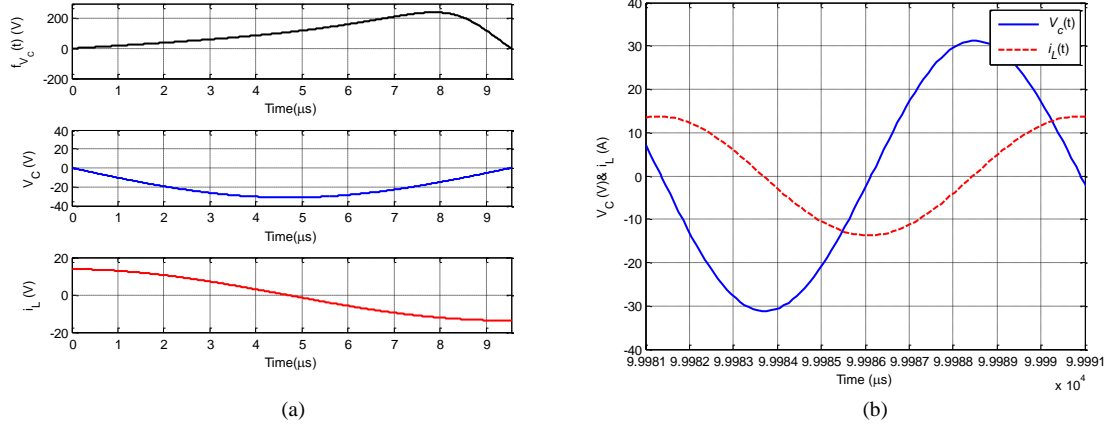 f_{V_C}(t) (V)
200
0
-200
0 1 2 3 4 5 6 7 8 9
Time(μs)
V_C (V)
40
20
0
-20
-40
0 1 2 3 4 5 6 7 8 9
Time(μs)
i_L (V)
20
0
-20
0 1 2 3 4 5 6 7 8 9
Time(μs)
(a)
V_C (V)& i_L (A)
40
30
20
10
0
-10
-20
-30
-40
V_c(t)
i_L(t)
9.9981 9.9982 9.9983 9.9984 9.9985 9.9986 9.9987 9.9988 9.9989 9.999 9.9991
Time (μs)
x 10^4
(b)